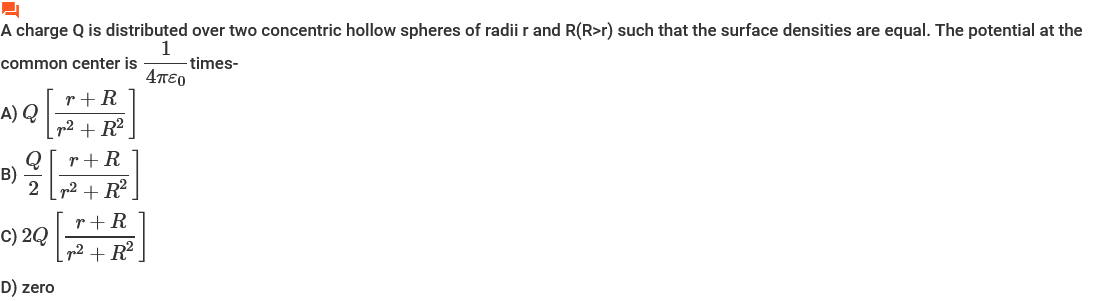 A charge Q is distributed over two concentric hollow spheres of radii r and R(R>r) such that the surface densities are equal. The potential at the
common center is \frac{1}{4\pi\varepsilon_0} times-
A) Q \left[ \frac{r + R}{r^2 + R^2} \right]
B) \frac{Q}{2} \left[ \frac{r + R}{r^2 + R^2} \right]
C) 2Q \left[ \frac{r + R}{r^2 + R^2} \right]
D) zero